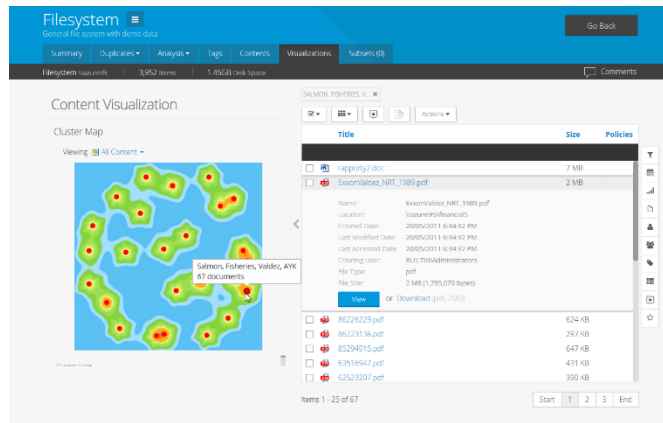 Filesystem
General file system with demo data
Go Back
Summary Duplicates Analysis Tags Contents Visualizations Subsets (0)
Filesystem 3,952 items 1.45GB Disk Space Comments
Content Visualization
Cluster Map
Viewing All Content
Salmon, Fisheries, Valdez, AYK
67 documents
SALMON, FISHERIES, V...
Actions
Title Size Policies
rapporty2.doc 7 MB
ExxonValdez_NRT_1989.pdf 2 MB
Name: ExxonValdez_NRT_1989.pdf
Location:
Created Date: 20/05/2011 6:34:32 PM
Last Modified Date: 20/05/2011 6:34:32 PM
Last Accessed Date: 20/05/2011 6:34:32 PM
Creating User: BUILTIN\Administrators
File Type: pdf
File Size: 2 MB (1,785,079 bytes)
View or Download (pdf, 2MB)
86226229.pdf 624 KB
86223136.pdf 297 KB
85294915.pdf 647 KB
63516947.pdf 431 KB
62523207.pdf 390 KB
Items 1 - 25 of 67
Start 1 2 3 End